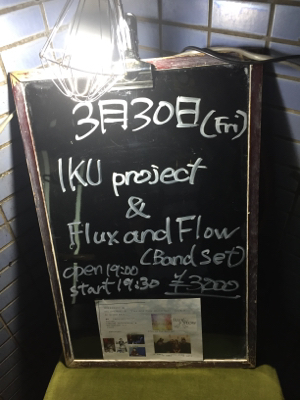 3月30日(Fri)
IKU project
&
Flux and Flow
(Band Set)
open 19:00
start 19:30 ¥3200